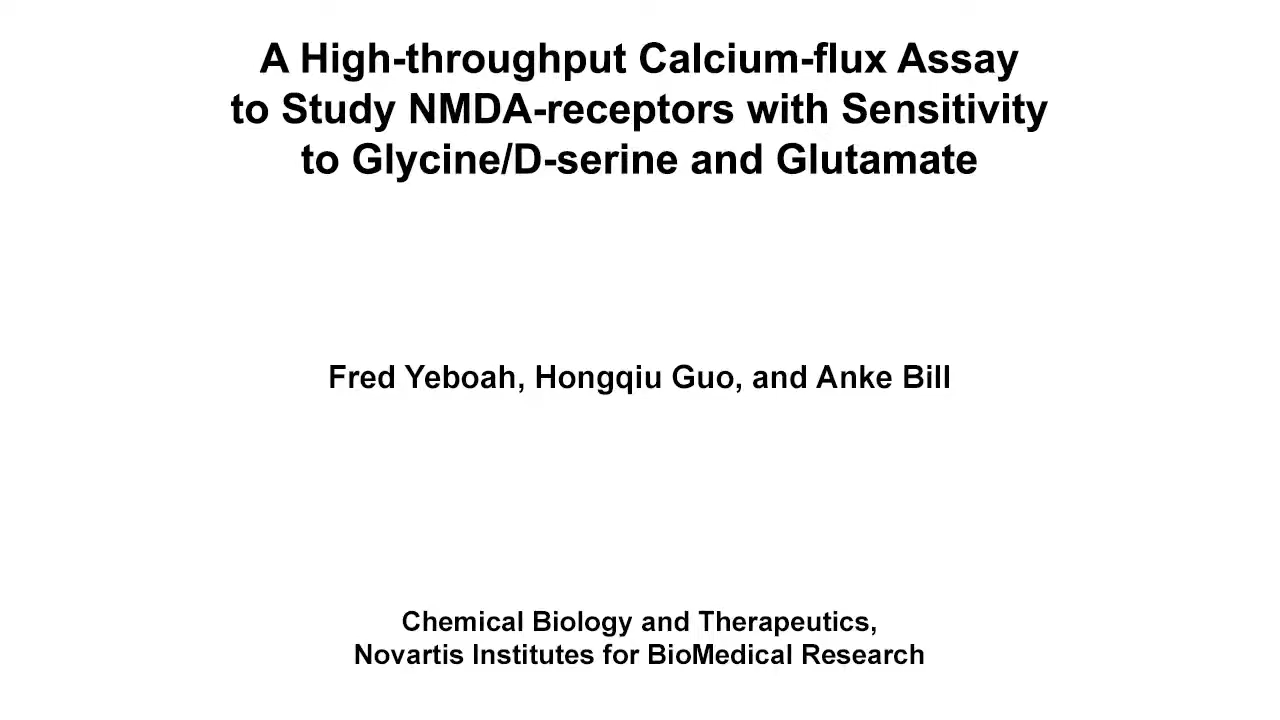 A High-throughput Calcium-flux Assay
to Study NMDA-receptors with Sensitivity
to Glycine/D-serine and Glutamate
Fred Yeboah, Hongqiu Guo, and Anke Bill
Chemical Biology and Therapeutics,
Novartis Institutes for BioMedical Research